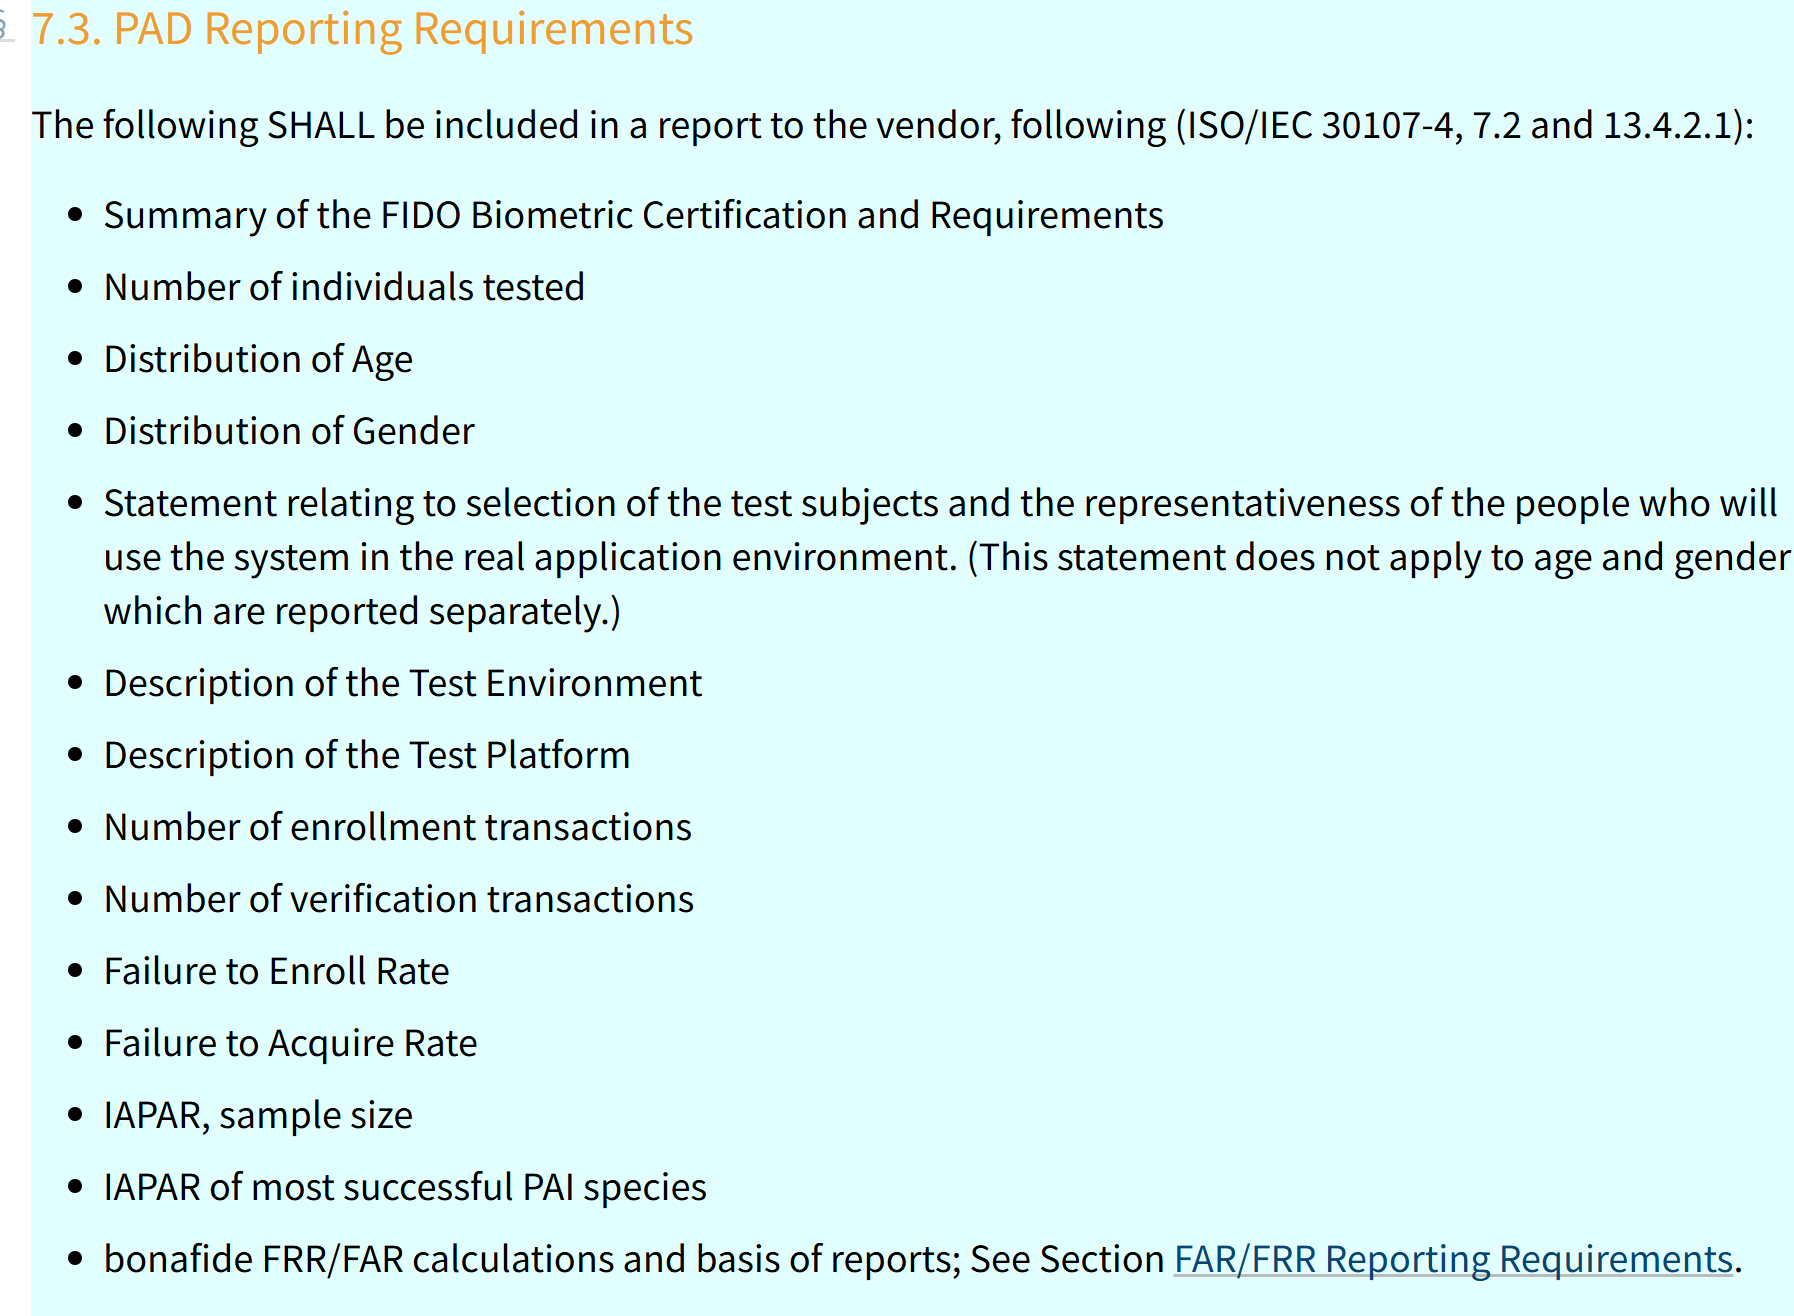 § 7.3. PAD Reporting Requirements
The following SHALL be included in a report to the vendor, following (ISO/IEC 30107-4, 7.2 and 13.4.2.1):
• Summary of the FIDO Biometric Certification and Requirements
• Number of individuals tested
• Distribution of Age
• Distribution of Gender
• Statement relating to selection of the test subjects and the representativeness of the people who will
use the system in the real application environment. (This statement does not apply to age and gender
which are reported separately.)
• Description of the Test Environment
• Description of the Test Platform
• Number of enrollment transactions
• Number of verification transactions
• Failure to Enroll Rate
• Failure to Acquire Rate
• IAPAR, sample size
• IAPAR of most successful PAI species
• bonafide FRR/FAR calculations and basis of reports; See Section FAR/FRR Reporting Requirements.